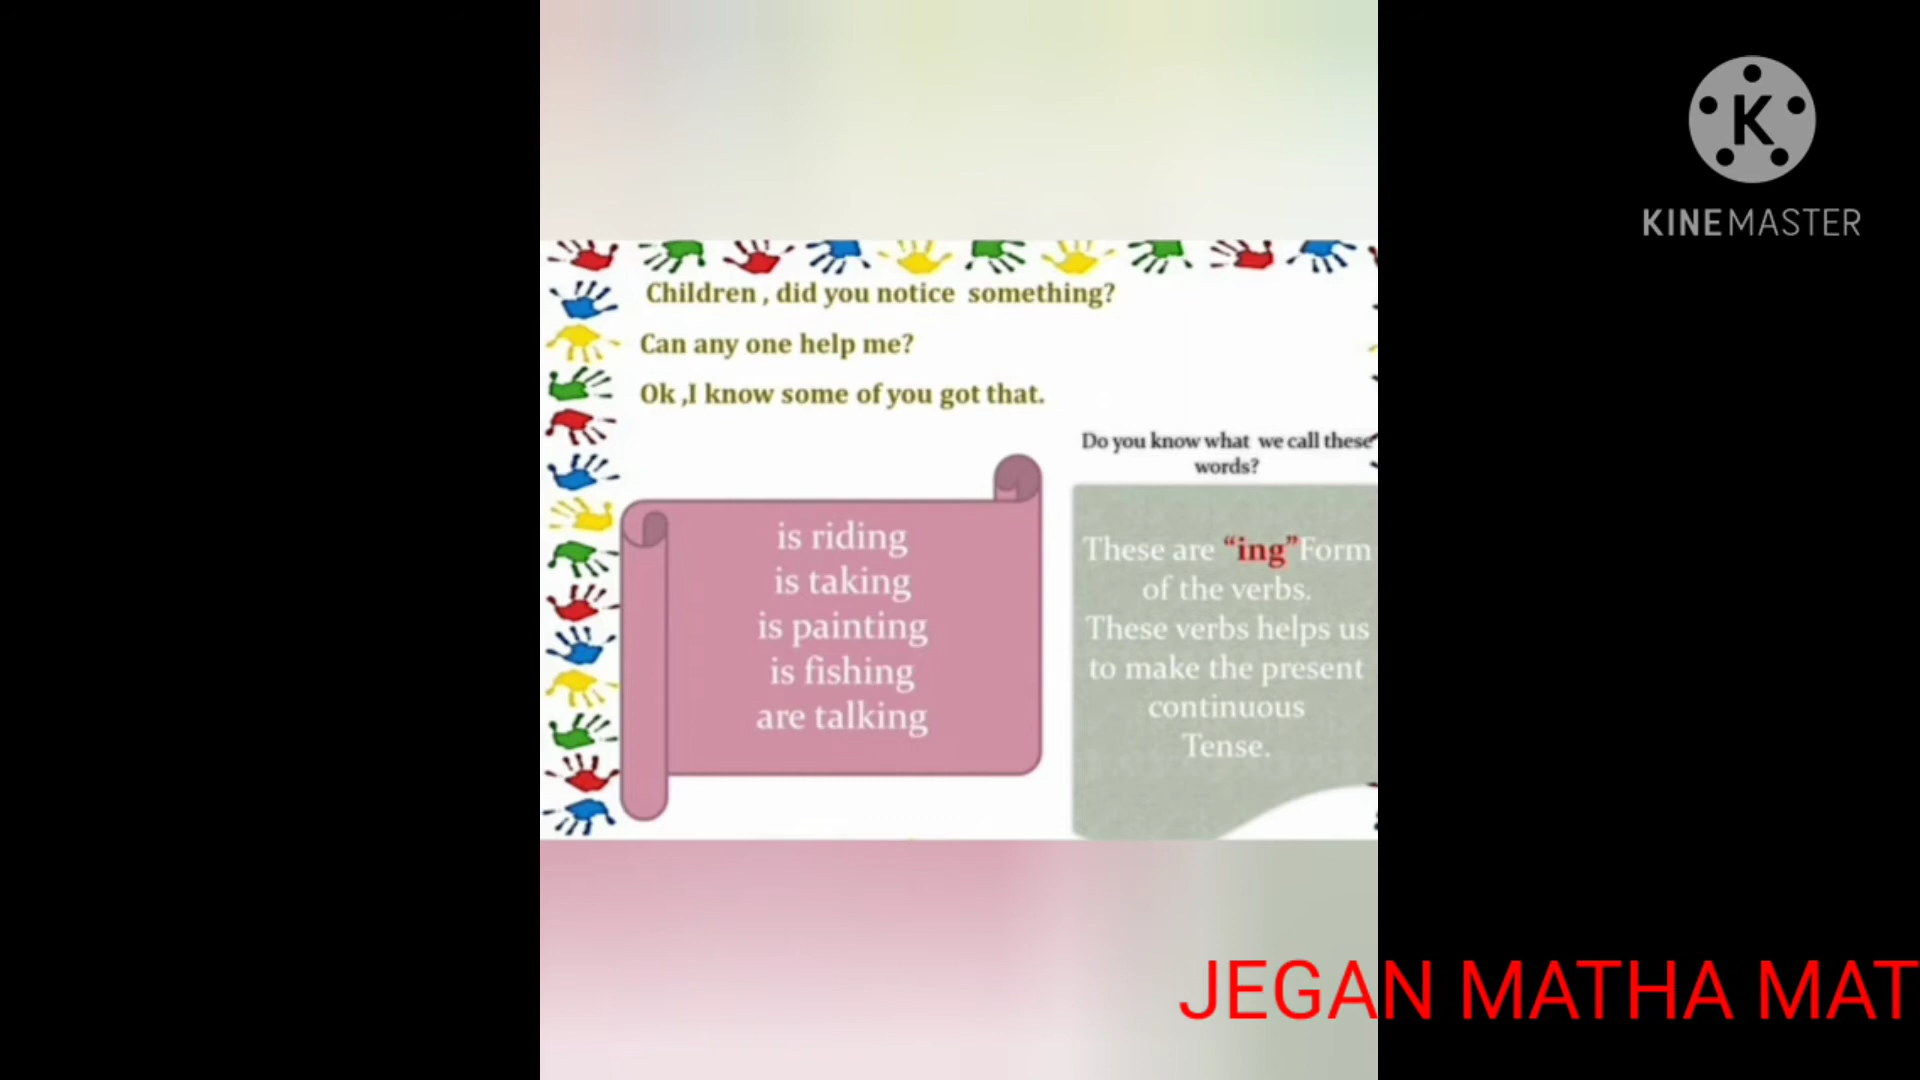 K
KINEMASTER
Children , did you notice something?
Can any one help me?
Ok ,I know some of you got that.
Do you know what we call these
words?
is riding
is taking
is painting
is fishing
are talking
These are “ing”Form
of the verbs.
These verbs helps us
to make the present
continuous
Tense.
JEGAN MATHA MAT